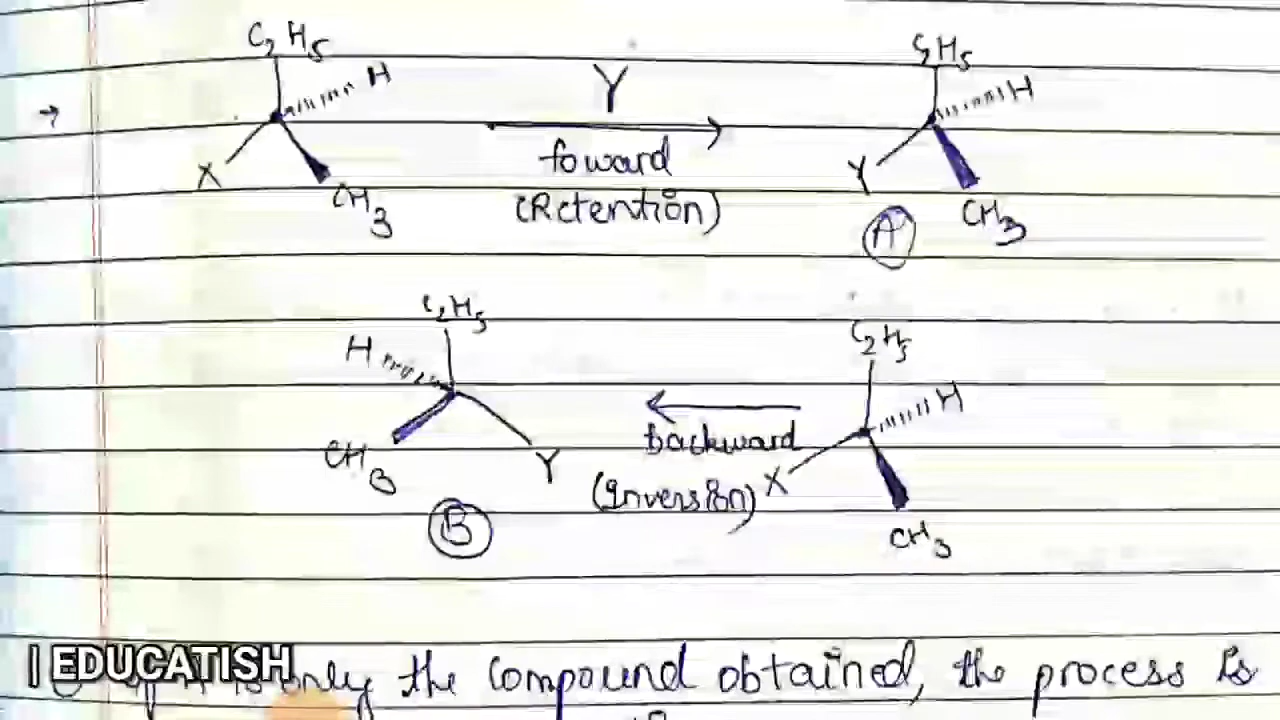 C2H5 C2H5
H Y H
→
foward
X Y
CH3 (Retention) CH3
A
C2H5 C2H5
H H
←
backward
CH3 Y (Inversion) X
B CH3
| EDUCATISH only the compound obtained, the process is